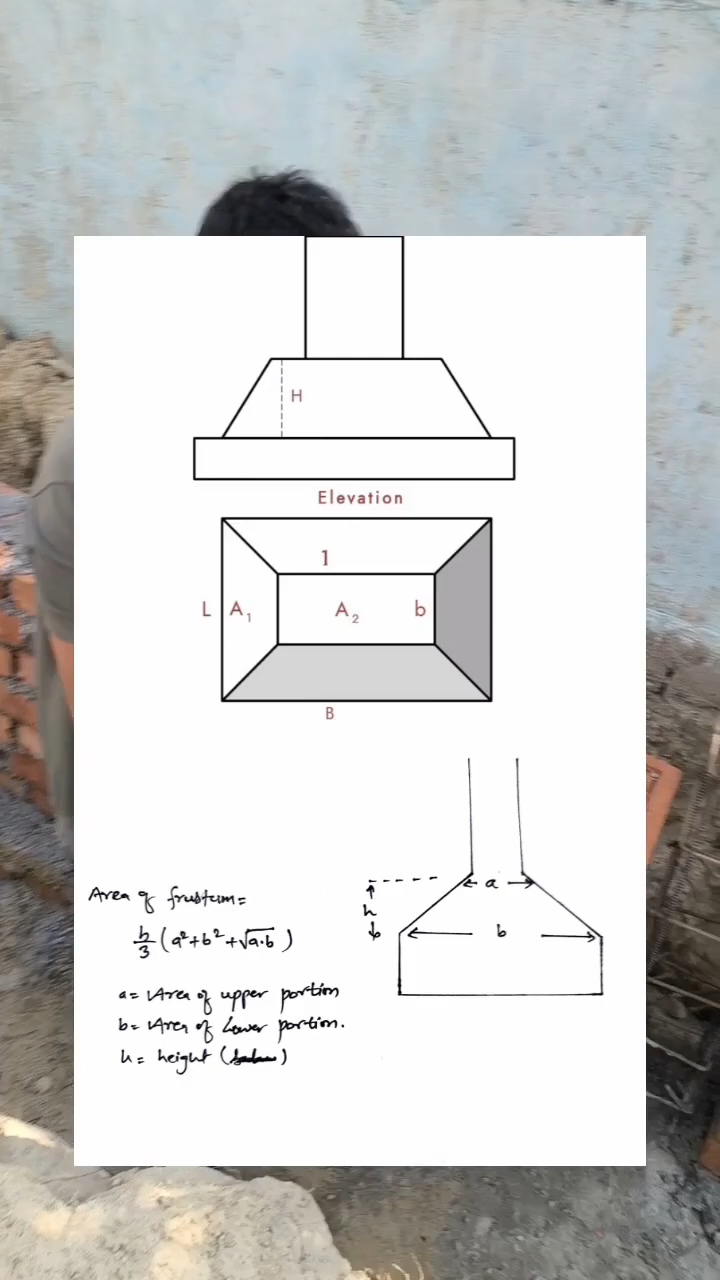 H
Elevation
1
L A₁ A₂ b
B
a
h
b
Area of frustum=
h/3 (a²+b²+√a.b)
a= Area of upper portion
b= Area of Lower portion.
h= height ( )